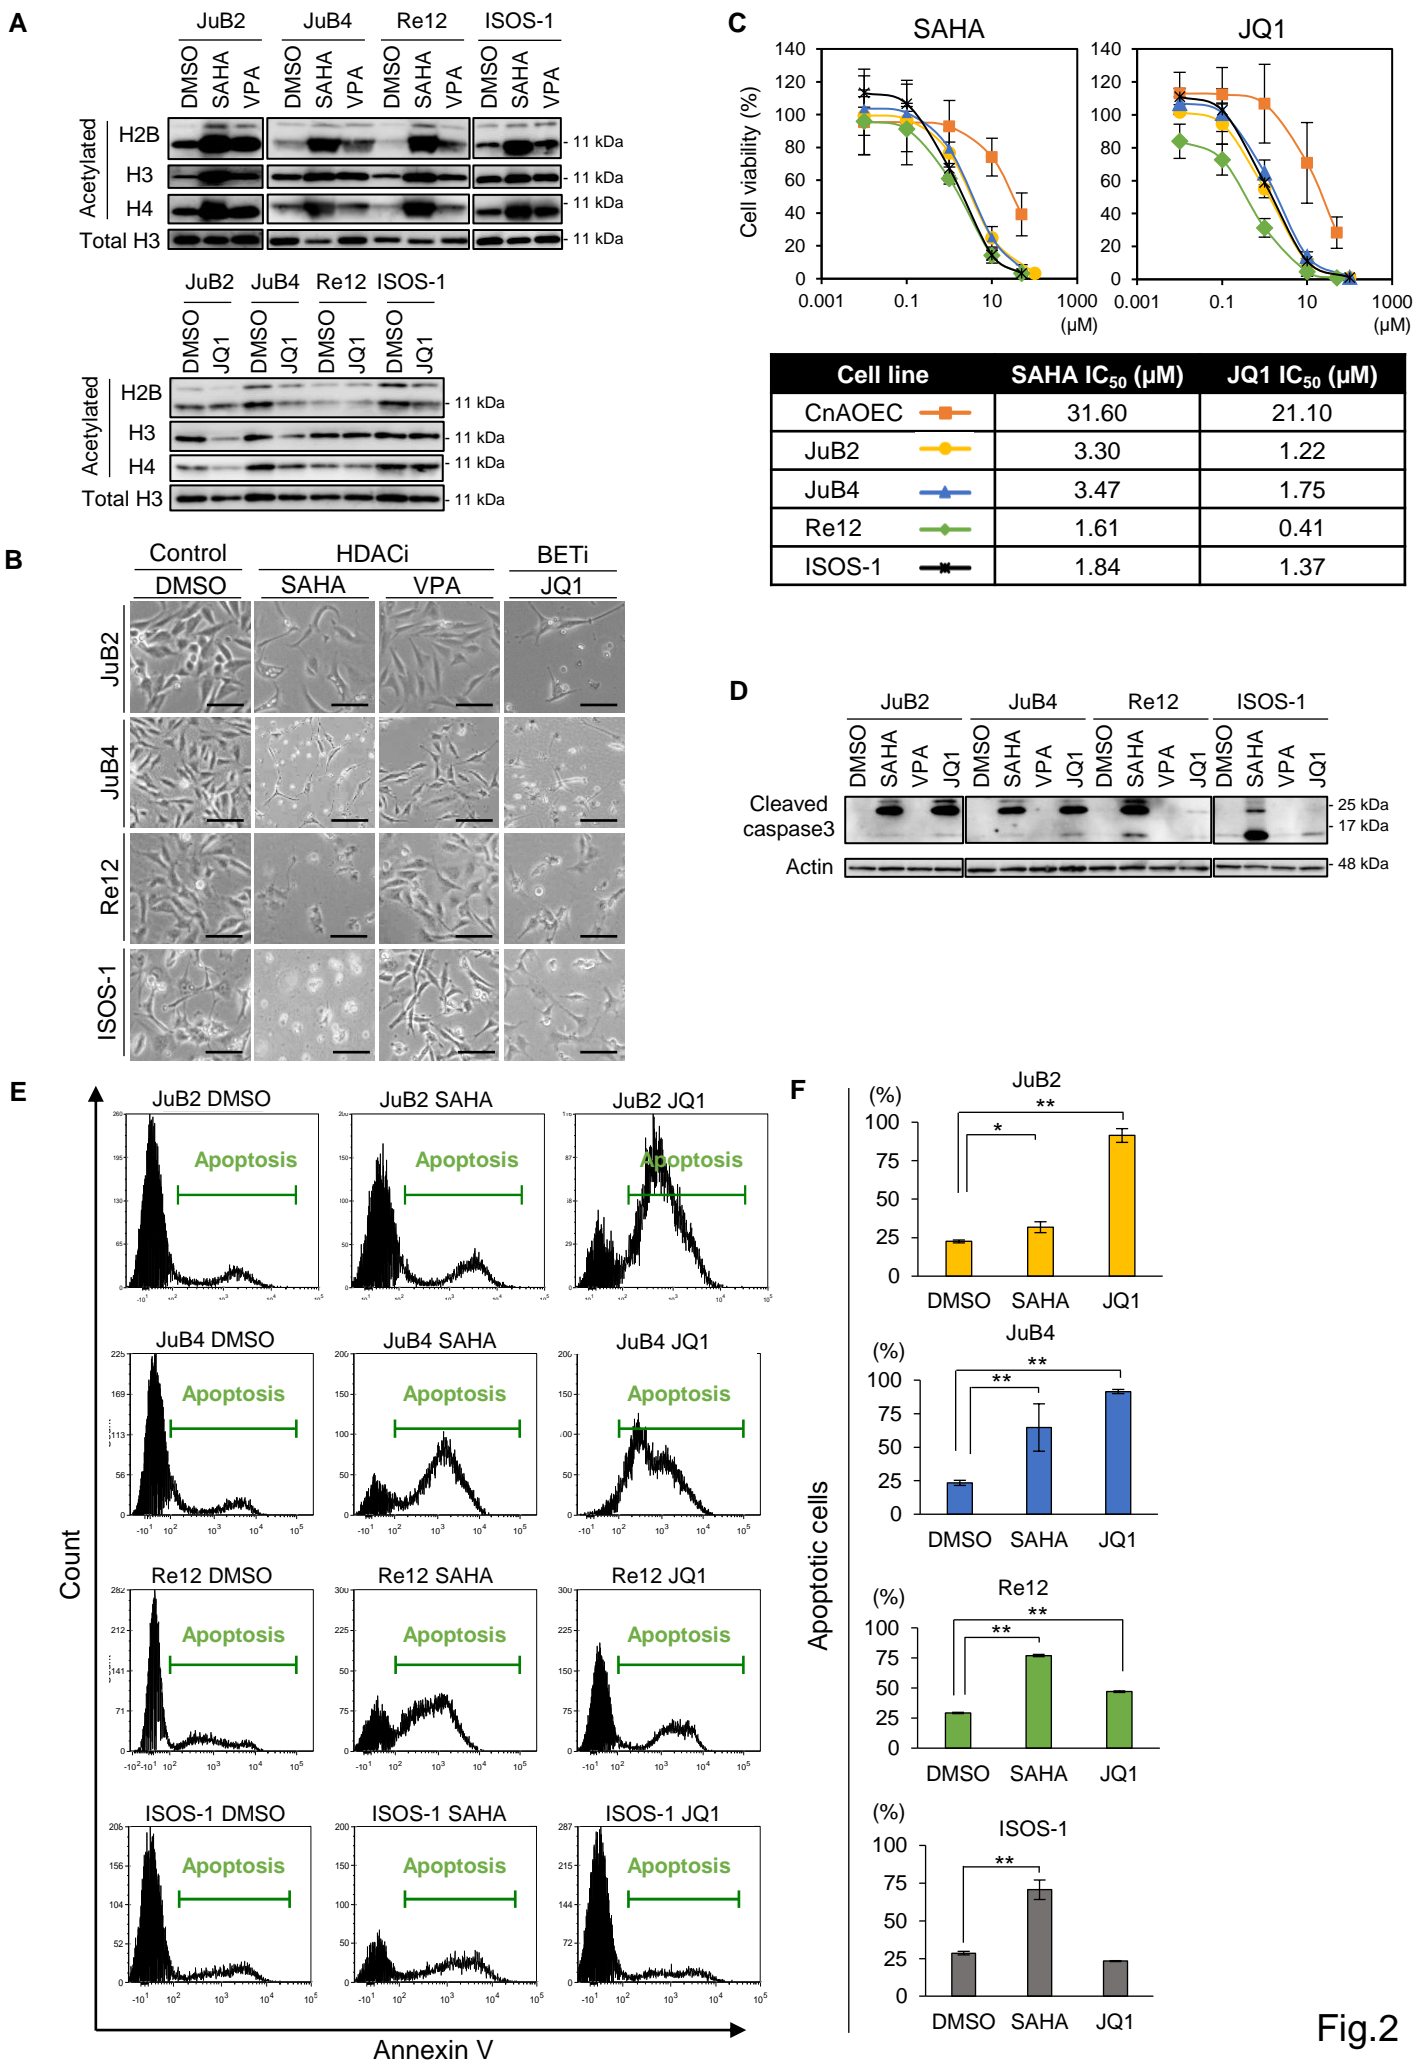 A
JuB2 JuB4 Re12 ISOS-1
DMSO SAHA VPA DMSO SAHA VPA DMSO SAHA VPA DMSO SAHA VPA
Acetylated
H2B - 11 kDa
H3 - 11 kDa
H4 - 11 kDa
Total H3 - 11 kDa
JuB2 JuB4 Re12 ISOS-1
DMSO JQ1 DMSO JQ1 DMSO JQ1 DMSO JQ1
Acetylated
H2B - 11 kDa
H3 - 11 kDa
H4 - 11 kDa
Total H3 - 11 kDa
B
Control HDACi BETi
DMSO SAHA VPA JQ1
JuB2
JuB4
Re12
ISOS-1
C
SAHA
Cell viability (%)
140
120
100
80
60
40
20
0
0.001 0.1 10 1000
(µM)
JQ1
140
120
100
80
60
40
20
0
0.001 0.1 10 1000
(µM)
Cell line SAHA IC50 (µM) JQ1 IC50 (µM)
CnAOEC 31.60 21.10
JuB2 3.30 1.22
JuB4 3.47 1.75
Re12 1.61 0.41
ISOS-1 1.84 1.37
D
JuB2 JuB4 Re12 ISOS-1
DMSO SAHA VPA JQ1 DMSO SAHA VPA JQ1 DMSO SAHA VPA JQ1 DMSO SAHA VPA JQ1
Cleaved
caspase3
- 25 kDa
- 17 kDa
Actin - 48 kDa
E
Count
JuB2 DMSO JuB2 SAHA JuB2 JQ1
Apoptosis Apoptosis Apoptosis
JuB4 DMSO JuB4 SAHA JuB4 JQ1
Apoptosis Apoptosis Apoptosis
Re12 DMSO Re12 SAHA Re12 JQ1
Apoptosis Apoptosis Apoptosis
ISOS-1 DMSO ISOS-1 SAHA ISOS-1 JQ1
Apoptosis Apoptosis Apoptosis
Annexin V
F
Apoptotic cells
JuB2
(%)
100
75
50
25
0
* **
DMSO SAHA JQ1
JuB4
(%)
100
75
50
25
0
** **
DMSO SAHA JQ1
Re12
(%)
100
75
50
25
0
** **
DMSO SAHA JQ1
ISOS-1
(%)
100
75
50
25
0
**
DMSO SAHA JQ1
Fig.2